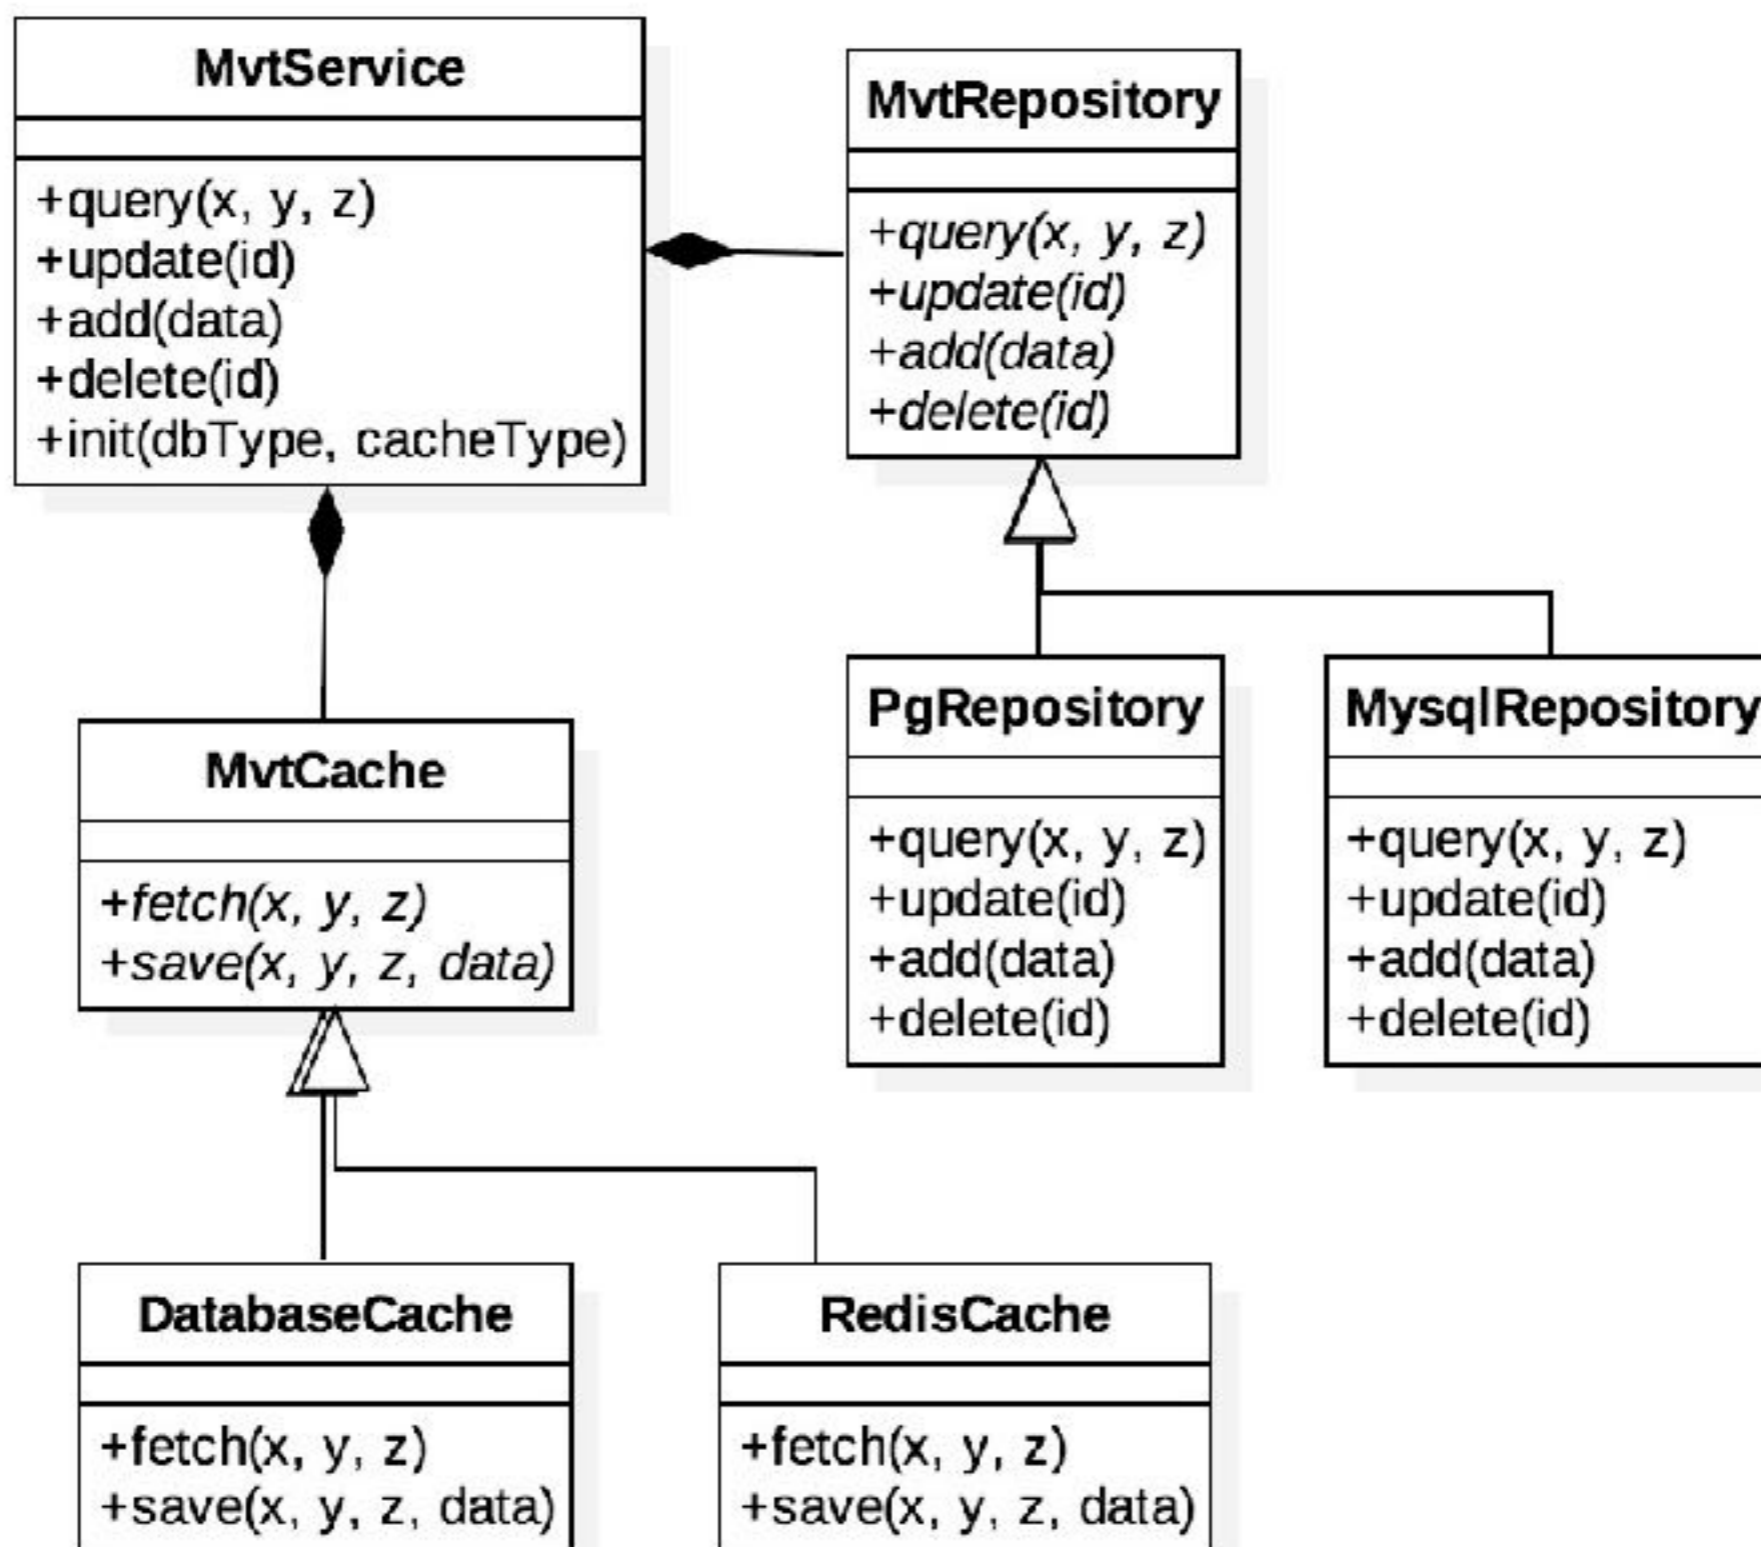 MvtService
+query(x, y, z)
+update(id)
+add(data)
+delete(id)
+init(dbType, cacheType)
MvtRepository
+query(x, y, z)
+update(id)
+add(data)
+delete(id)
MvtCache
+fetch(x, y, z)
+save(x, y, z, data)
PgRepository
+query(x, y, z)
+update(id)
+add(data)
+delete(id)
MysqlRepository
+query(x, y, z)
+update(id)
+add(data)
+delete(id)
DatabaseCache
+fetch(x, y, z)
+save(x, y, z, data)
RedisCache
+fetch(x, y, z)
+save(x, y, z, data)